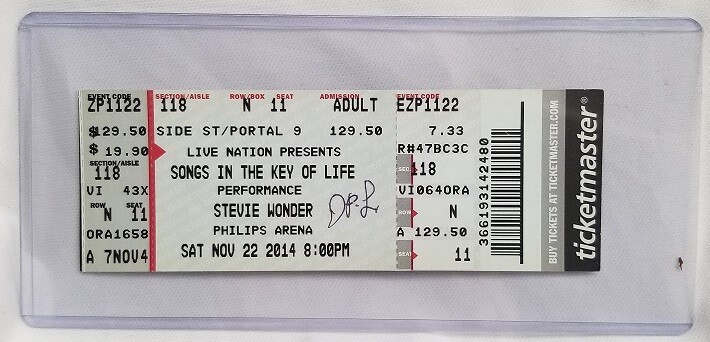 EVENT CODE SECTION/AISLE ROW/BOX SEAT ADMISSION
ZP1122 118 N 11 ADULT EZP1122
$129.50 SIDE ST/PORTAL 9 129.50 7.33
$ 19.90 LIVE NATION PRESENTS R#47BC3C
SECTION/AISLE
118 SONGS IN THE KEY OF LIFE SEC 118
VI 43X PERFORMANCE VI064ORA
ROW SEAT
N 11 STEVIE WONDER ROW N
ORA1658 PHILIPS ARENA A 129.50
A 7NOV4 SAT NOV 22 2014 8:00PM SEAT 11
366193142480
BUY TICKETS AT TICKETMASTER.COM
ticketmaster®